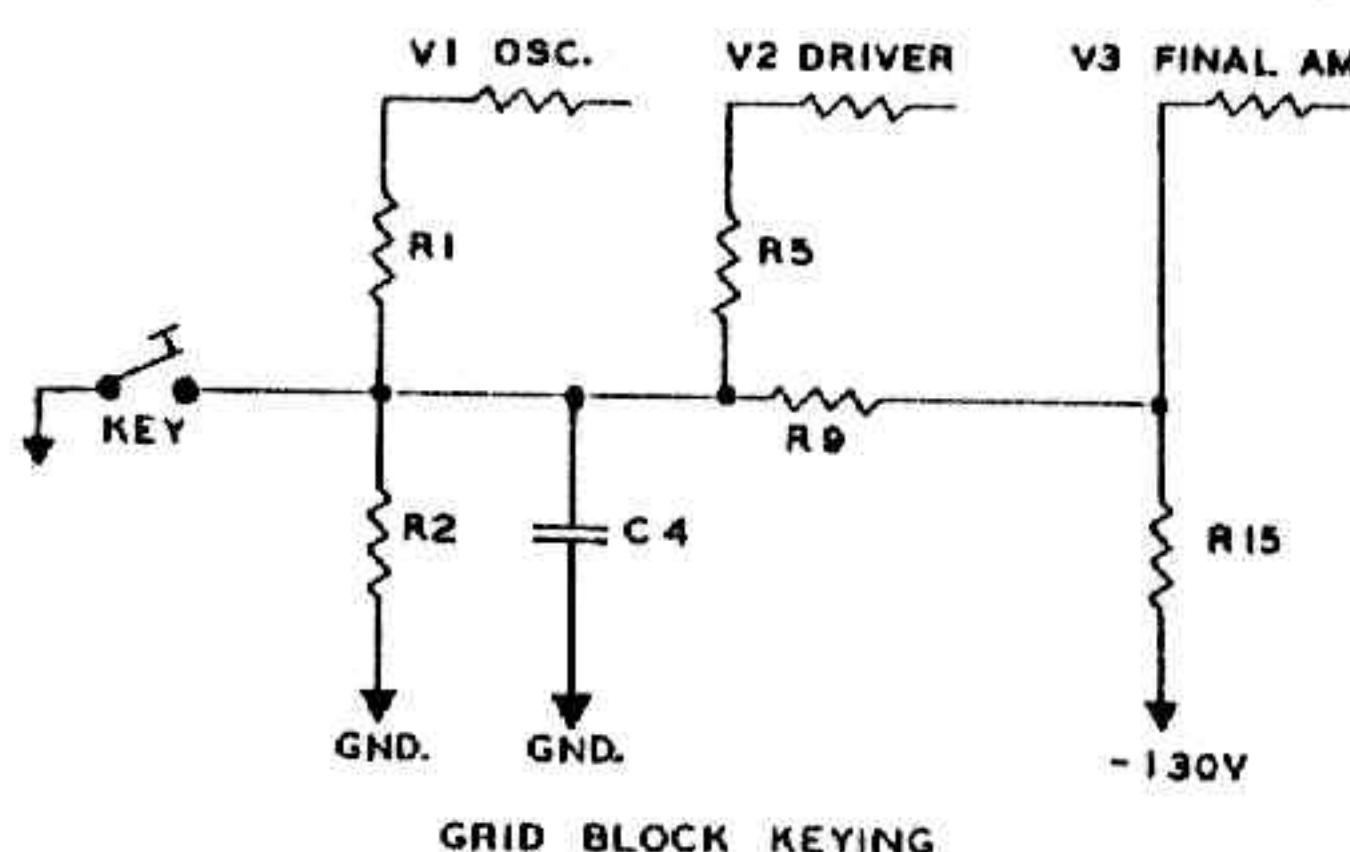 V1 OSC.
V2 DRIVER
V3 FINAL AM
R1
R5
KEY
R9
R2
C4
R15
GND.
GND.
-130V
GRID BLOCK KEYING